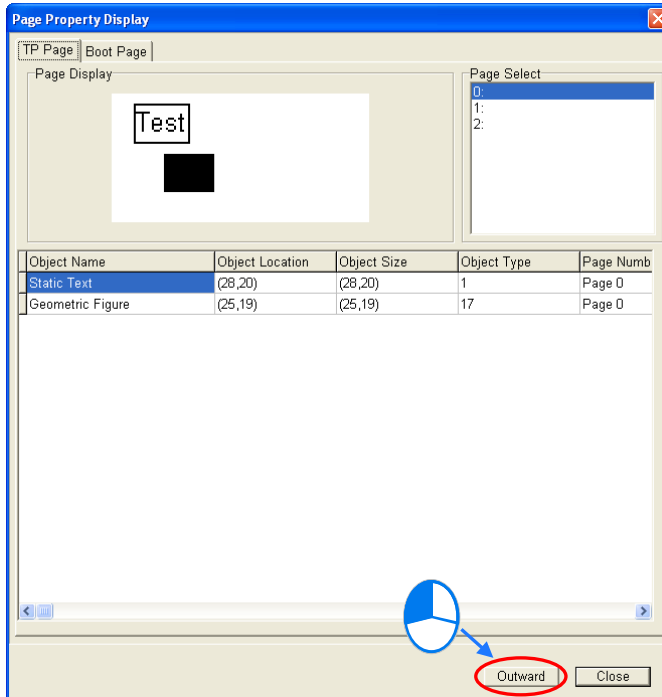 Page Property Display
TP Page Boot Page
Page Display
Test
Page Select
0:
1:
2:
Object Name Object Location Object Size Object Type Page Numb
Static Text (28,20) (28,20) 1 Page 0
Geometric Figure (25,19) (25,19) 17 Page 0
Outward Close